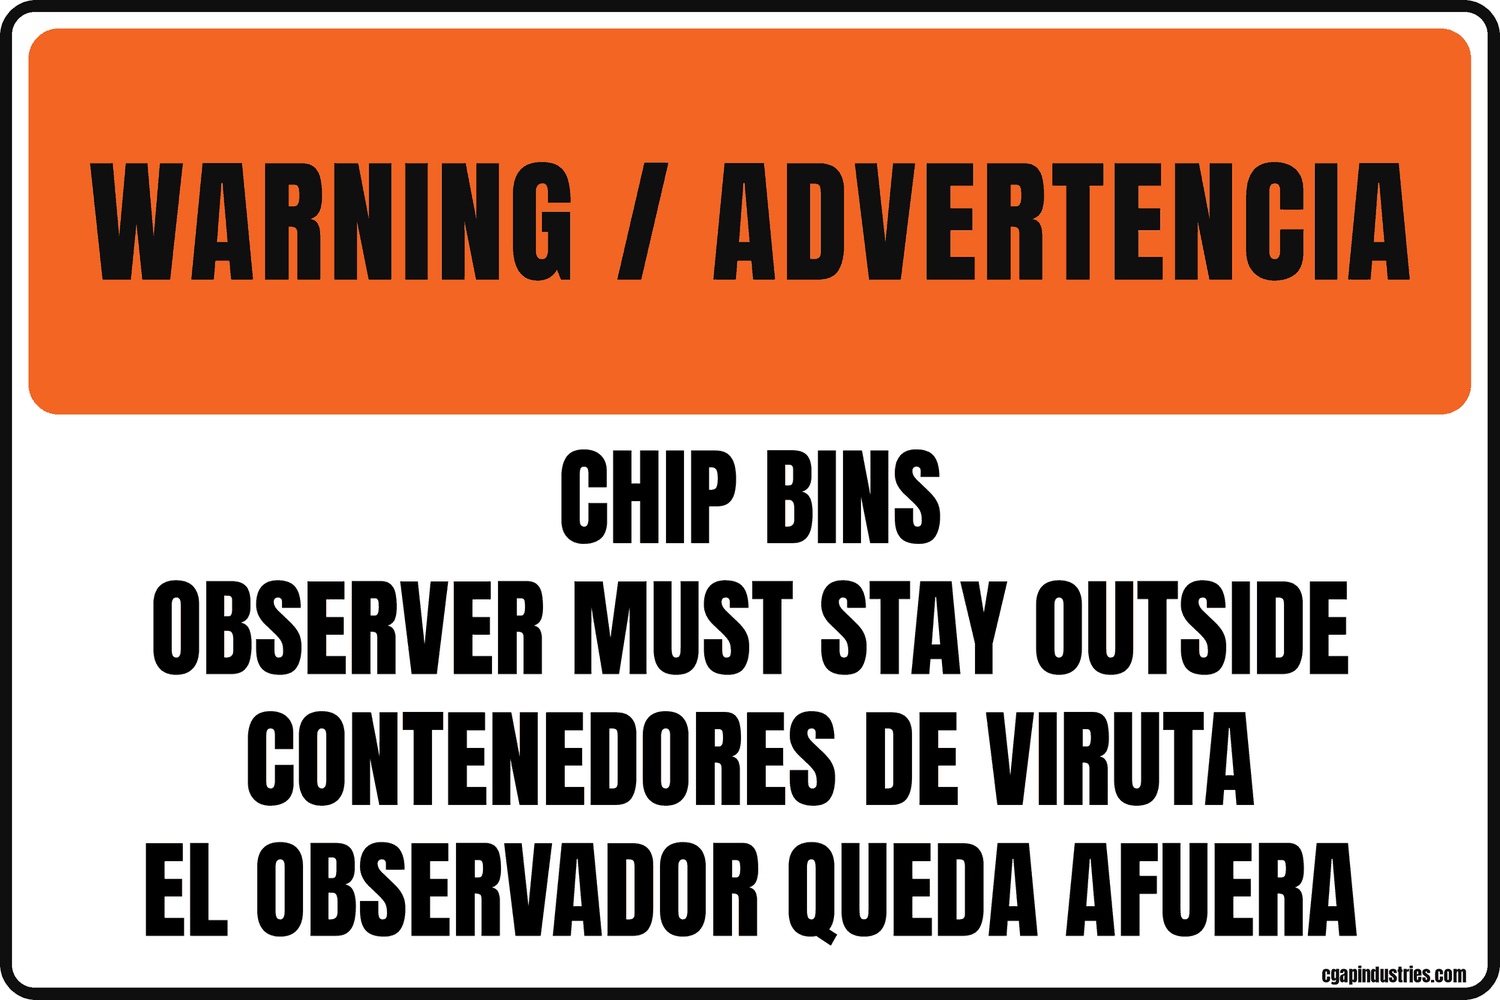 WARNING / ADVERTENCIA
CHIP BINS
OBSERVER MUST STAY OUTSIDE
CONTENEDORES DE VIRUTA
EL OBSERVADOR QUEDA AFUERA
cgapindustries.com